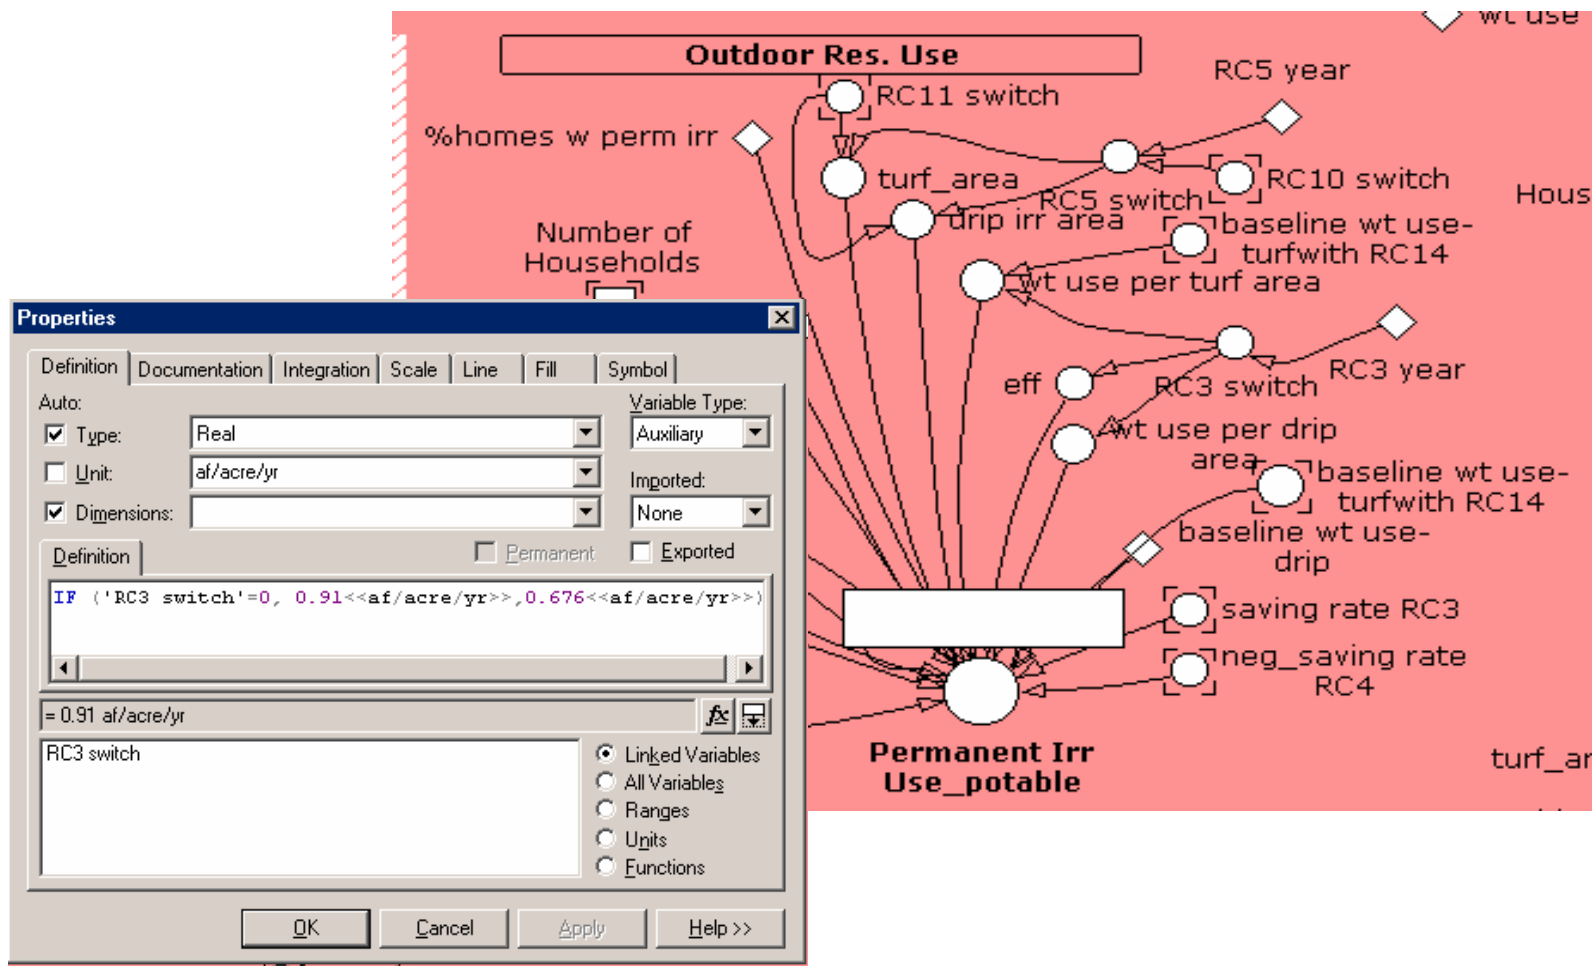 wt use
Outdoor Res. Use
RC5 year
RC11 switch
%homes w perm irr
turf_area
RC10 switch
RC5 switch
Hous
drip irr area
Number of
Households
baseline wt use-
turfwith RC14
wt use per turf area
RC3 year
eff
RC3 switch
wt use per drip
area
baseline wt use-
turfwith RC14
baseline wt use-
drip
saving rate RC3
neg_saving rate
RC4
Permanent Irr
Use_potable
turf_ar
Properties
Definition Documentation Integration Scale Line Fill Symbol
Auto:
Variable Type:
Type: Real
Auxiliary
Unit: af/acre/yr
Imported:
Dimensions:
None
Definition
Permanent
Exported
IF ('RC3 switch'=0, 0.91<<af/acre/yr>>,0.676<<af/acre/yr>>)
= 0.91 af/acre/yr
fx
RC3 switch
Linked Variables
All Variables
Ranges
Units
Functions
OK Cancel Apply Help >>